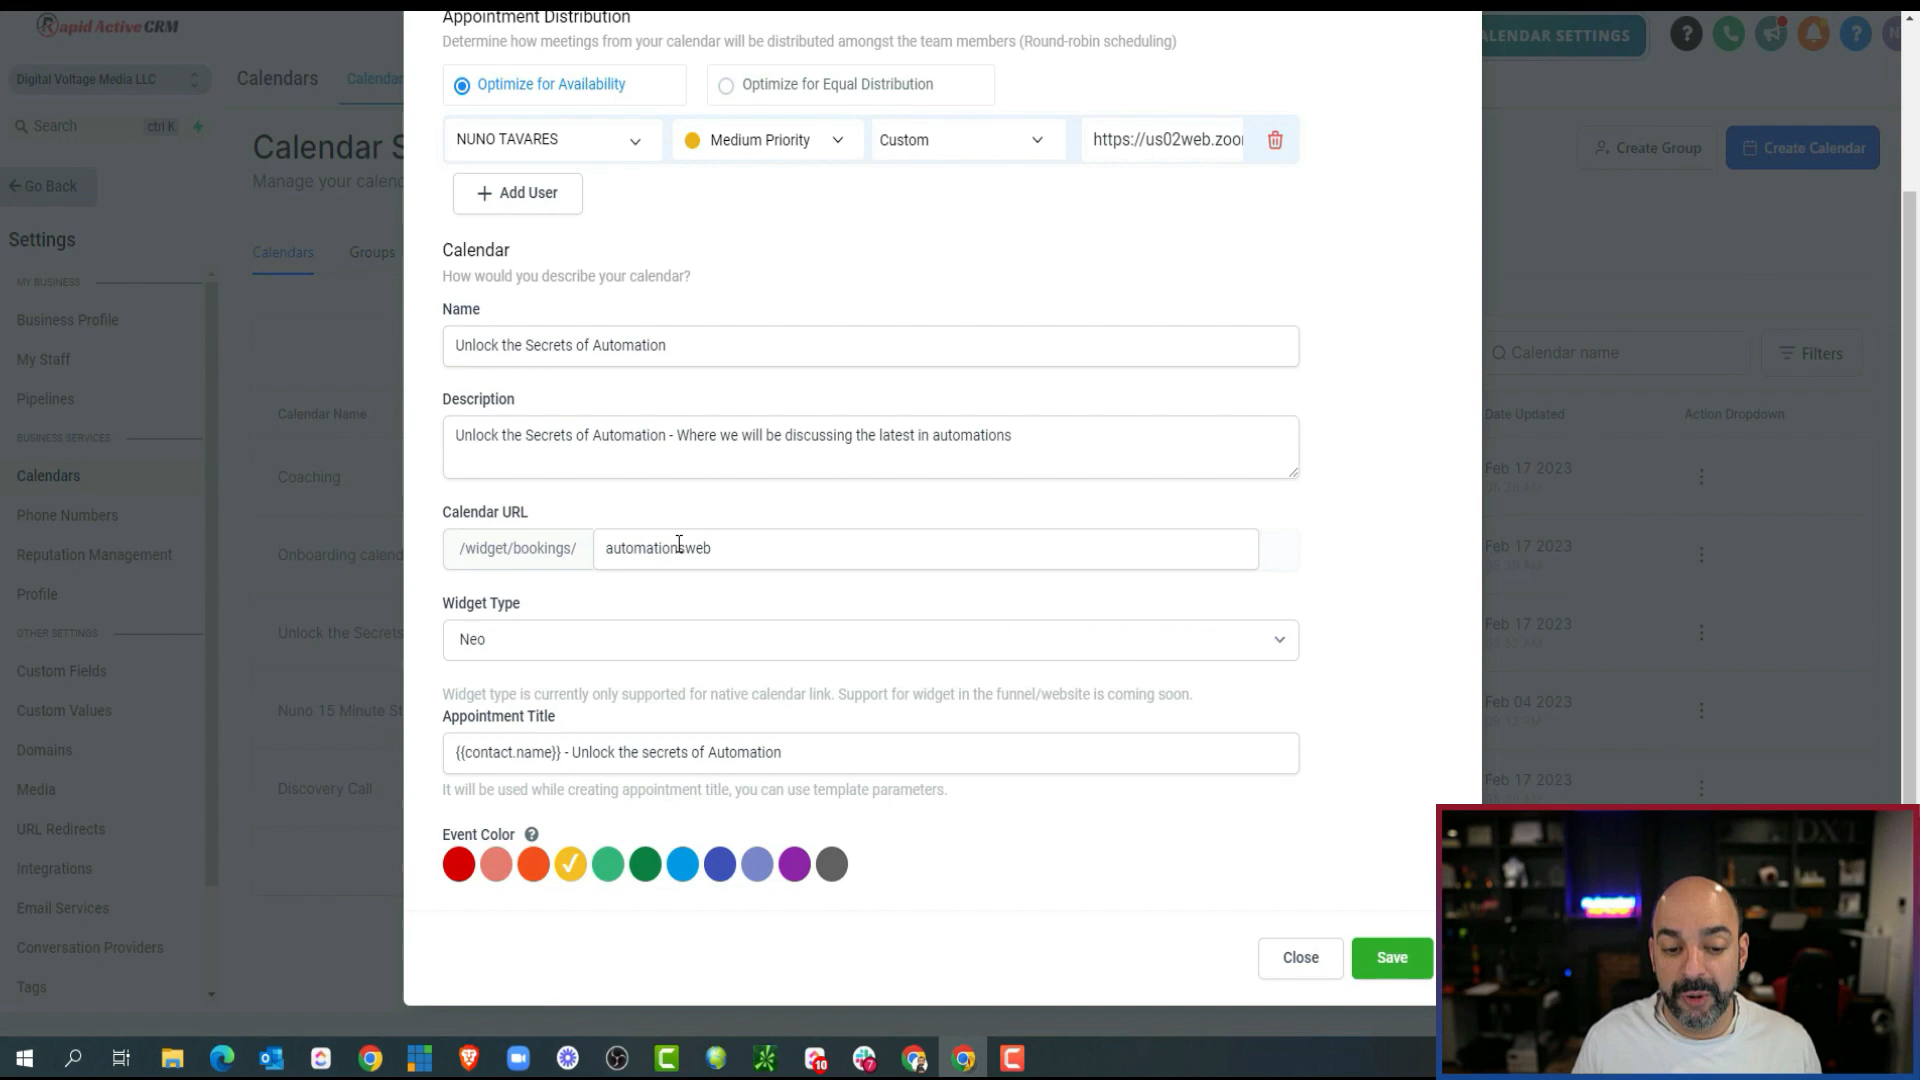 Rapid Active CRM
Appointment Distribution
Determine how meetings from your calendar will be distributed amongst the team members (Round-robin scheduling)
ALENDAR SETTINGS
Digital Voltage Media LLC
Calendars
Calendar
Optimize for Availability
Optimize for Equal Distribution
Search
ctrl K
NUNO TAVARES
Medium Priority
Custom
https://us02web.zoo
Calendar S
Manage your calen
Create Group
Create Calendar
Go Back
Add User
Settings
Calendars
Groups
Calendar
How would you describe your calendar?
MY BUSINESS
Business Profile
My Staff
Pipelines
BUSINESS SERVICES
Calendars
Phone Numbers
Reputation Management
Profile
OTHER SETTINGS
Custom Fields
Custom Values
Domains
Media
URL Redirects
Integrations
Email Services
Conversation Providers
Tags
Name
Unlock the Secrets of Automation
Calendar name
Filters
Description
Unlock the Secrets of Automation - Where we will be discussing the latest in automations
Calendar Name
Date Updated
Action Dropdown
Coaching
Feb 17 2023
Calendar URL
/widget/bookings/
automationsweb
Onboarding calend
Feb 17 2023
Widget Type
Neo
Unlock the Secrets
Feb 17 2023
Widget type is currently only supported for native calendar link. Support for widget in the funnel/website is coming soon.
Appointment Title
{{contact.name}} - Unlock the secrets of Automation
It will be used while creating appointment title, you can use template parameters.
Nuno 15 Minute St
Feb 04 2023
Discovery Call
Feb 17 2023
Event Color
Close
Save
10
7